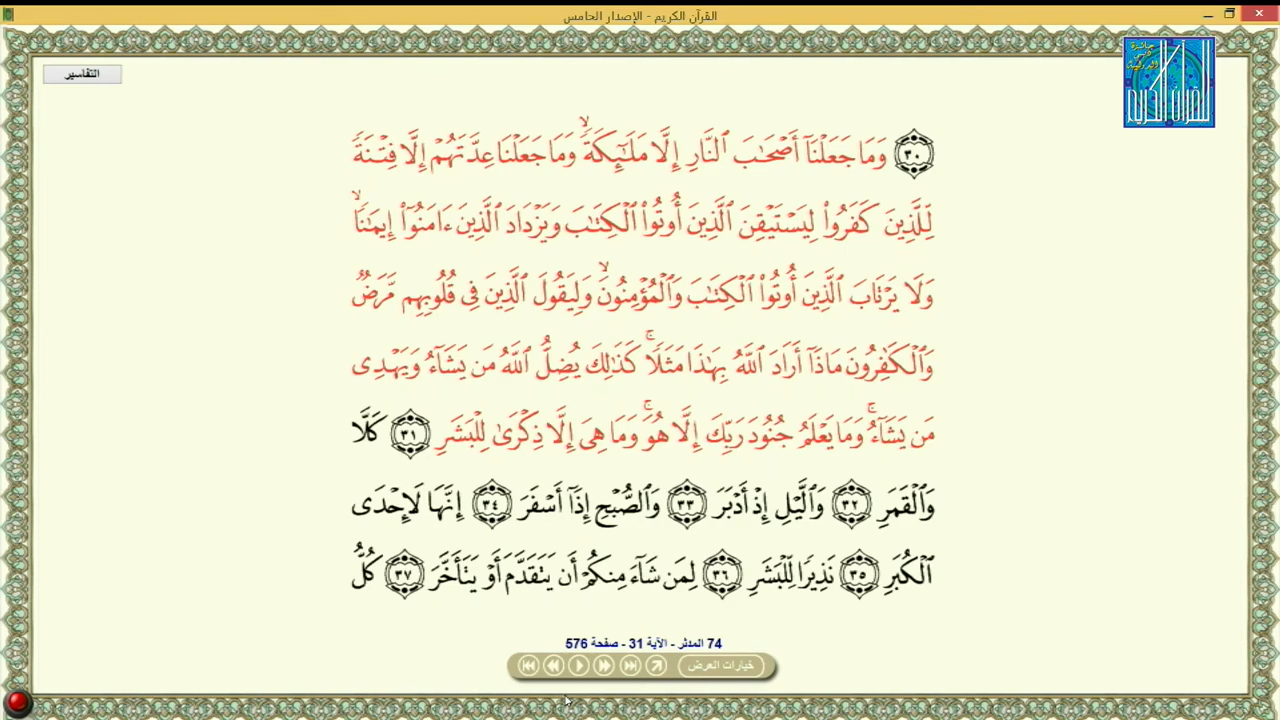 القرآن الكريم - الإصدار الخامس
التفاسير
جائزة
القرآن الكريم
٣٠ وَمَا جَعَلْنَآ أَصْحَٰبَ ٱلنَّارِ إِلَّا مَلَٰٓئِكَةً ۙ وَمَا جَعَلْنَا عِدَّتَهُمْ إِلَّا فِتْنَةً
لِّلَّذِينَ كَفَرُوا۟ لِيَسْتَيْقِنَ ٱلَّذِينَ أُوتُوا۟ ٱلْكِتَٰبَ وَيَزْدَادَ ٱلَّذِينَ ءَامَنُوٓا۟ إِيمَٰنًا ۙ
وَلَا يَرْتَابَ ٱلَّذِينَ أُوتُوا۟ ٱلْكِتَٰبَ وَٱلْمُؤْمِنُونَ ۙ وَلِيَقُولَ ٱلَّذِينَ فِى قُلُوبِهِم مَّرَضٌ
وَٱلْكَٰفِرُونَ مَاذَآ أَرَادَ ٱللَّهُ بِهَٰذَا مَثَلًا ۚ كَذَٰلِكَ يُضِلُّ ٱللَّهُ مَن يَشَآءُ وَيَهْدِى
مَن يَشَآءُ ۚ وَمَا يَعْلَمُ جُنُودَ رَبِّكَ إِلَّا هُوَ ۚ وَمَا هِىَ إِلَّا ذِكْرَىٰ لِلْبَشَرِ ٣١ كَلَّا
وَٱلْقَمَرِ ٣٢ وَٱلَّيْلِ إِذْ أَدْبَرَ ٣٣ وَٱلصُّبْحِ إِذَآ أَسْفَرَ ٣٤ إِنَّهَا لَإِحْدَى
ٱلْكُبَرِ ٣٥ نَذِيرًا لِّلْبَشَرِ ٣٦ لِمَن شَآءَ مِنكُمْ أَن يَتَقَدَّمَ أَوْ يَتَأَخَّرَ ٣٧ كُلُّ
74 المدثر - الآية 31 - صفحة 576
خيارات العرض